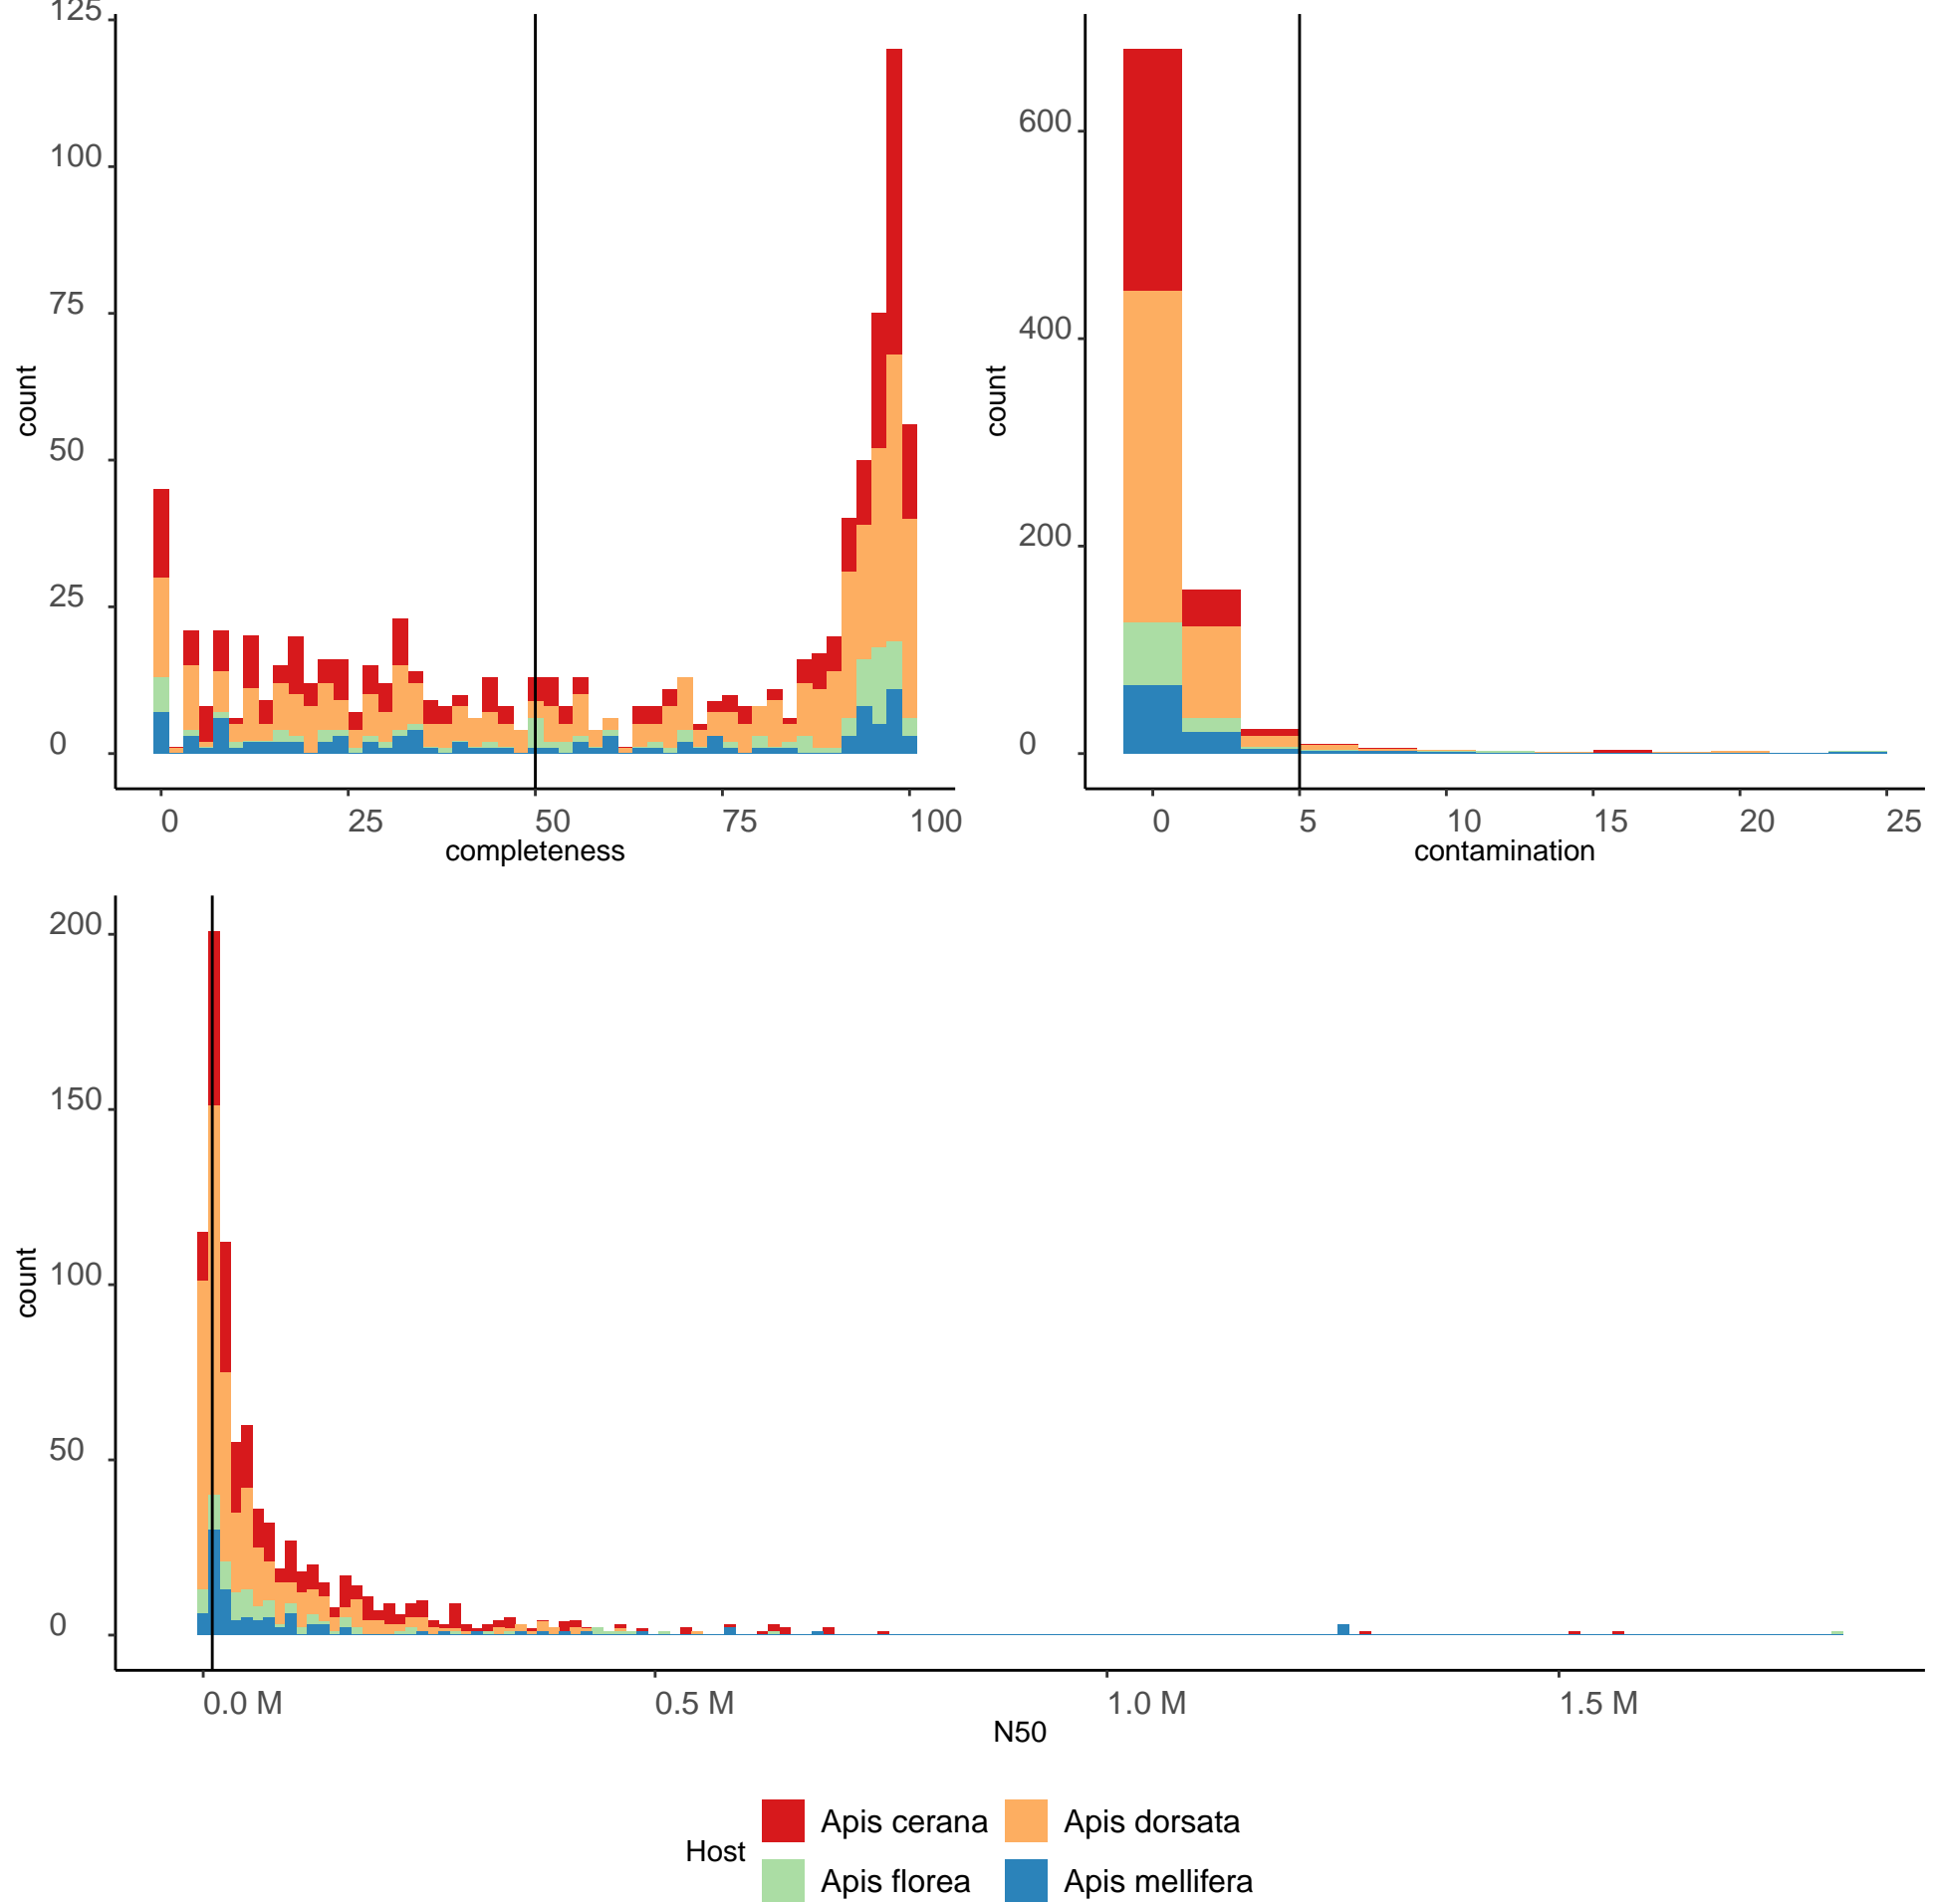 125
100
75
50
25
0
count
0 25 50 75 100
completeness
600
400
200
0
count
0 5 10 15 20 25
contamination
200
150
100
50
0
count
0.0 M 0.5 M 1.0 M 1.5 M
N50
Host
Apis cerana Apis dorsata
Apis florea Apis mellifera